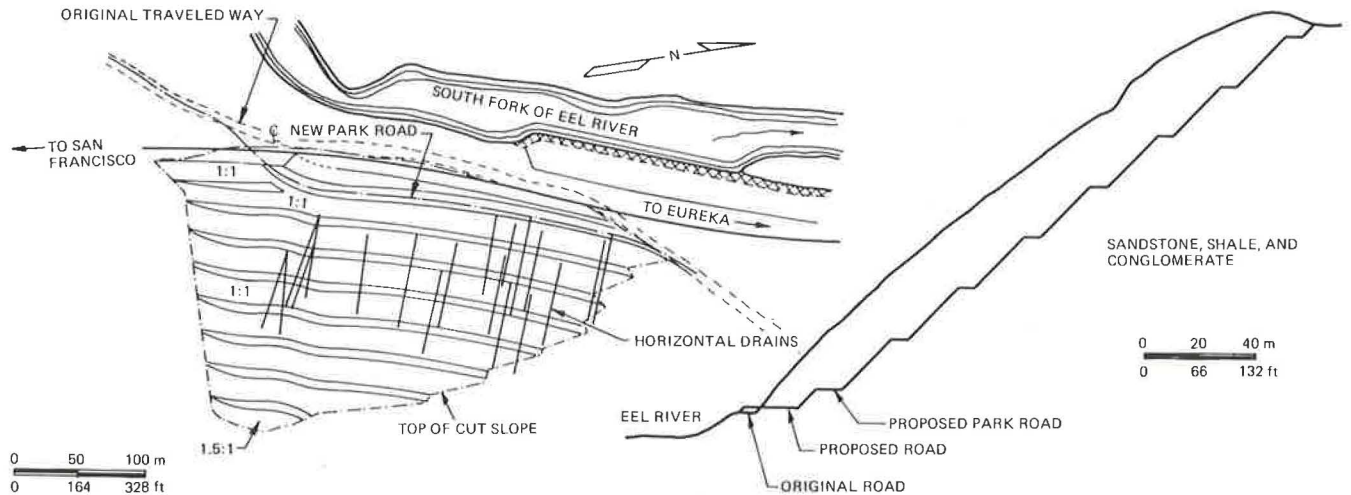 ORIGINAL TRAVELED WAY
N
SOUTH FORK OF EEL RIVER
℄
NEW PARK ROAD
TO SAN
FRANCISCO
1:1
1:1
TO EUREKA
1:1
HORIZONTAL DRAINS
TOP OF CUT SLOPE
1.5:1
0 50 100 m
0 164 328 ft
SANDSTONE, SHALE, AND
CONGLOMERATE
0 20 40 m
0 66 132 ft
EEL RIVER
PROPOSED PARK ROAD
PROPOSED ROAD
ORIGINAL ROAD